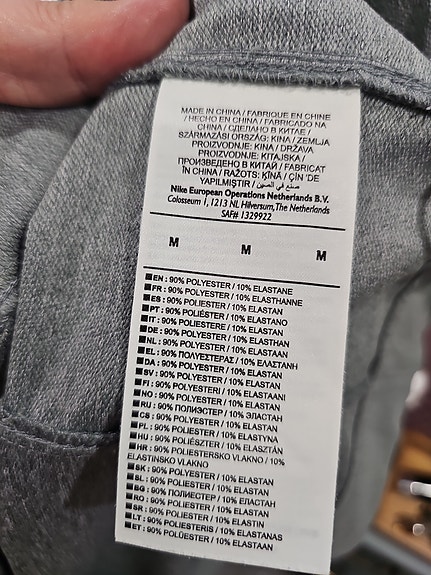 MADE IN CHINA / FABRIQUE EN CHINE
/ HECHO EN CHINA / FABRICADO NA
CHINA / СДЕЛАНО В КИТАЕ /
SZÁRMAZÁSI ORSZÁG: KÍNA / ZEMLJA
PROIZVODNJE: KINA / DRŽAVA
PROIZVODNJE: KITAJSKA /
ПРОИЗВЕДЕНО В КИТАЙ / FABRICAT
ÎN CHINA / RAŽOTS: ĶĪNĀ / ÇİN 'DE
YAPILMIŞTIR / صنع في الصين
Nike European Operations Netherlands B.V.
Colosseum 1, 1213 NL Hilversum, The Netherlands
SAF# 1329922
M M M
EN : 90% POLYESTER / 10% ELASTANE
FR : 90% POLYESTER / 10% ELASTHANNE
ES : 90% POLIÉSTER / 10% ELASTANO
PT : 90% POLIÉSTER / 10% ELASTANO
IT : 90% POLIESTERE / 10% ELASTAN
DE : 90% POLYESTER / 10% ELASTHAN
NL : 90% POLYESTER / 10% ELASTAAN
EL : 90% ΠΟΛΥΕΣΤΕΡΑΣ / 10% ΕΛΑΣΤΑΝΗ
DA : 90% POLYESTER / 10% ELASTAN
SV : 90% POLYESTER / 10% ELASTAN
FI : 90% POLYESTERI / 10% ELASTAANI
NO : 90% POLYESTER / 10% ELASTAN
RU : 90% ПОЛИЭСТЕР / 10% ЭЛАСТАН
CS : 90% POLYESTER / 10% ELASTAN
PL : 90% POLIESTER / 10% ELASTYNA
HU : 90% POLIÉSZTER / 10% ELASZTÁN
HR : 90% POLIESTERSKO VLAKNO / 10%
ELASTINSKO VLAKNO
SK : 90% POLYESTER / 10% ELASTAN
SL : 90% POLIESTER / 10% ELASTAN
BG : 90% ПОЛИЕСТЕР / 10% ЕЛАСТАН
RO : 90% POLIESTER / 10% ELASTAN
SR : 90% POLIESTER / 10% ELASTIN
LT : 90% POLIESTERIS / 10% ELASTANAS
ET : 90% POLÜESTER / 10% ELASTAAN